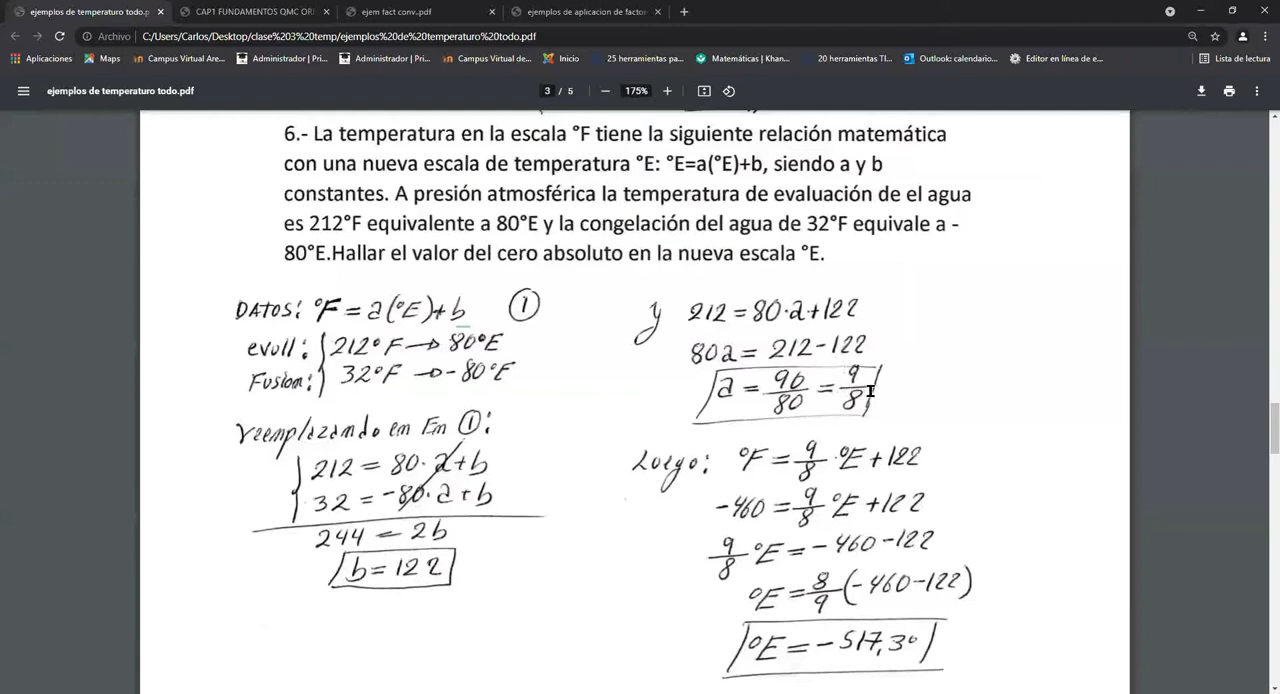 ejemplos de temperaturo todo.p
CAP1 FUNDAMENTOS QMC ORI
ejem fact conv..pdf
ejemplos de aplicacion de factor
Archivo
C:/Users/Carlos/Desktop/clase%203%20temp/ejemplos%20de%20temperaturo%20todo.pdf
Aplicaciones
Maps
Campus Virtual Are...
Administrador | Pri...
Administrador | Pri...
Campus Virtual de...
Inicio
25 herramientas pa...
Matemáticas | Khan...
20 herramientas TI...
Outlook: calendario...
Editor en línea de e...
Lista de lectura
ejemplos de temperaturo todo.pdf
3 / 5
175%
6.- La temperatura en la escala °F tiene la siguiente relación matemática
con una nueva escala de temperatura °E: °E=a(°E)+b, siendo a y b
constantes. A presión atmosférica la temperatura de evaluación de el agua
es 212°F equivalente a 80°E y la congelación del agua de 32°F equivale a -
80°E.Hallar el valor del cero absoluto en la nueva escala °E.
DATOS: °F = a(°E)+b ①
evull: 212°F → 80°E
Fusion: 32°F → -80°E
reemplazando em Em ①:
212 = 80·a+b
32 = -80·a+b
244 = 2b
b = 122
y 212 = 80·a+122
80a = 212-122
a = 90/80 = 9/8
Luego: °F = 9/8·°E+122
-460 = 9/8 °E+122
9/8 °E = -460-122
°E = 8/9(-460-122)
°E = -517,3°